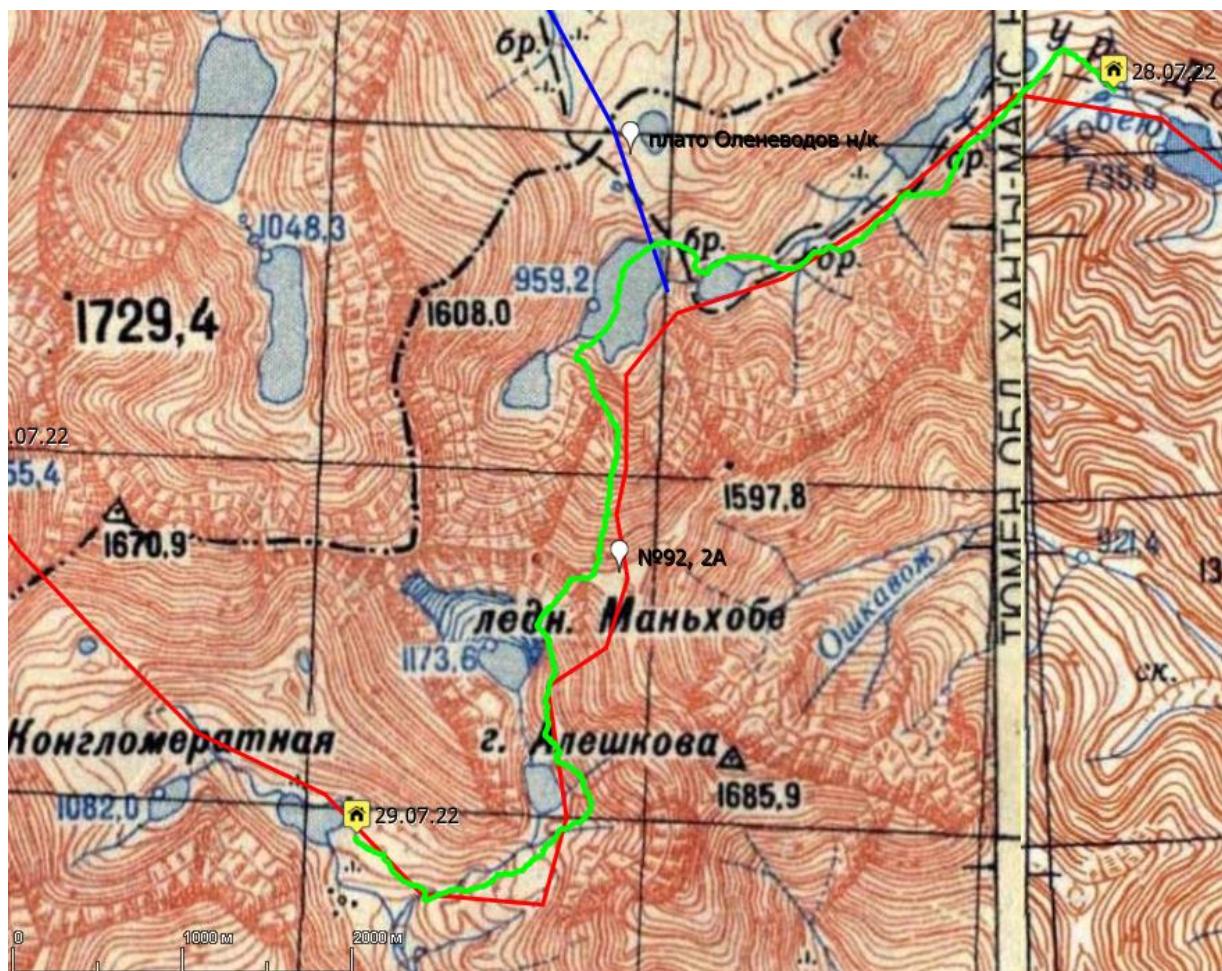 бр.
У р.
28.07.22
плато Оленеводов н/к
Хобею
735.8
бр.
1048,3
бр.
бр.
959.2
1608.0
1729,4
.07.22
55,4
1597,8
1670.9
№92, 2А
921.4
13
ледн. Маньхобе
Ошкавож
1173,6
ск.
Конгломератная
г. Алешкова
1685,9
1082,0
29.07.22
ТЮМЕН ОБЛ ХАНТЫ-МАНС Н
0
1000 м
2000 м